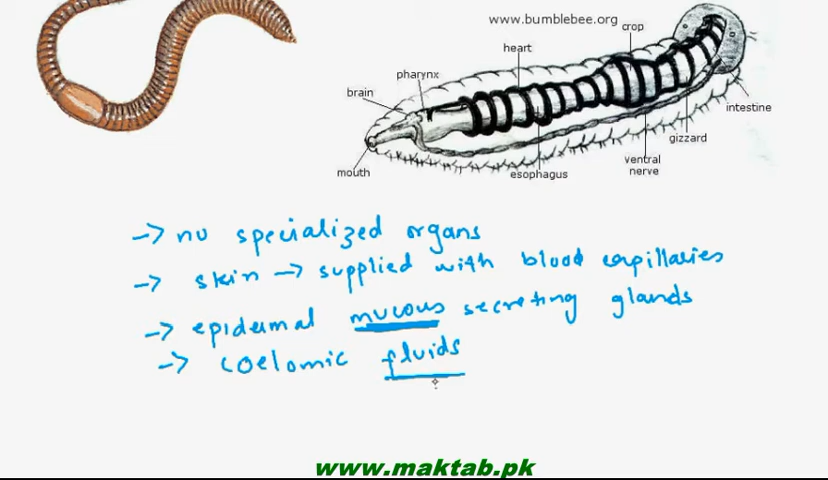 www.bumblebee.org
crop
heart
pharynx
brain
intestine
gizzard
ventral
nerve
mouth
esophagus
-> no specialized organs
-> skin -> supplied with blood capillaries
-> epidermal mucous secreting glands
-> coelomic fluids
www.maktab.pk